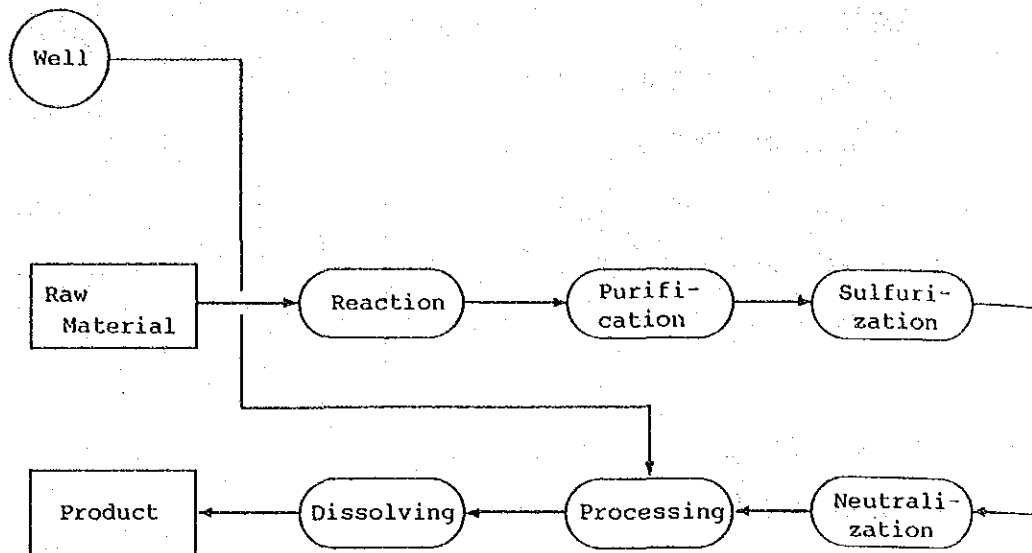 Well
Raw
Material
Reaction
Purifi-
cation
Sulfuri-
zation
Product
Dissolving
Processing
Neutrali-
zation